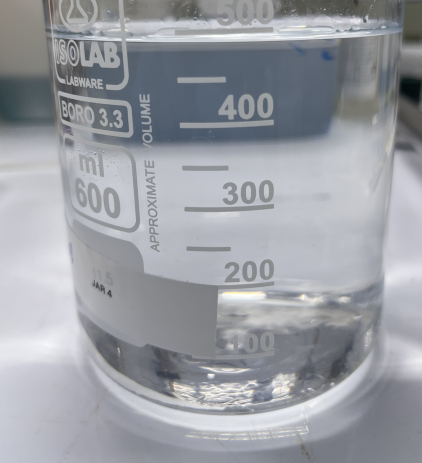 500
ISOLAB
LABWARE
BORO 3.3
ml
600
APPROXIMATE VOLUME
400
300
200
100
JAR 4